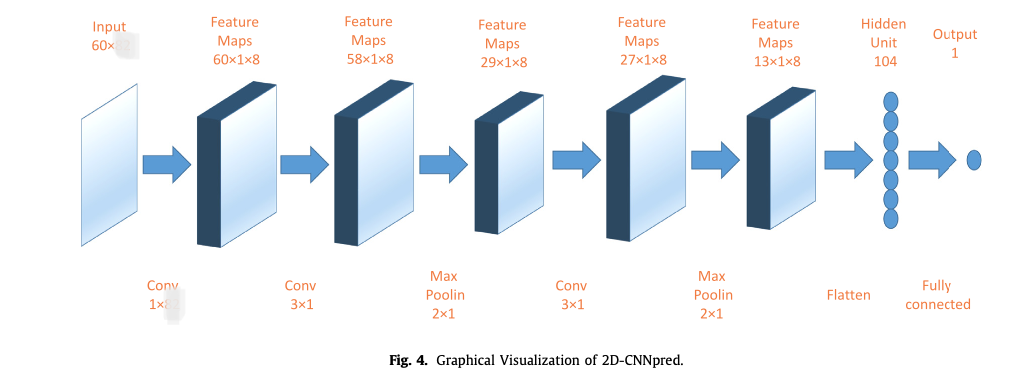 Input
60×
Feature
Maps
60×1×8
Feature
Maps
58×1×8
Feature
Maps
29×1×8
Feature
Maps
27×1×8
Feature
Maps
13×1×8
Hidden
Unit
104
Output
1
Conv
1×
Conv
3×1
Max
Poolin
2×1
Conv
3×1
Max
Poolin
2×1
Flatten
Fully
connected
Fig. 4. Graphical Visualization of 2D-CNNpred.